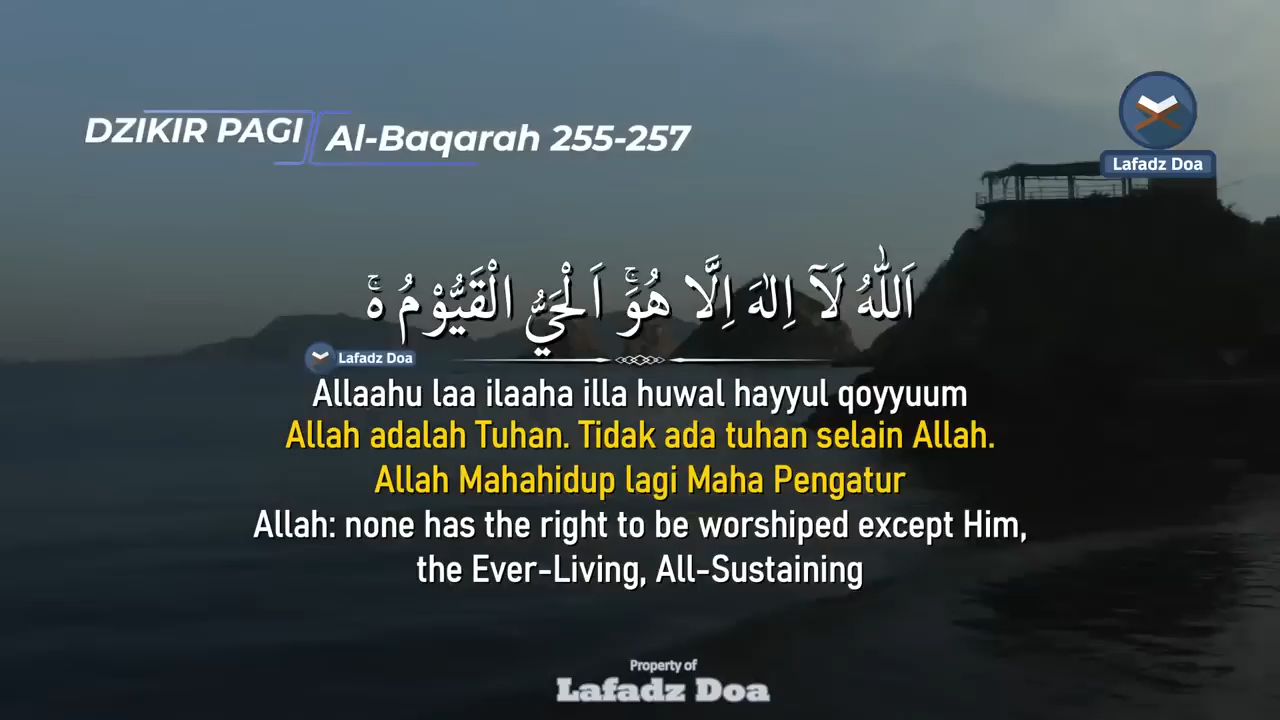 DZIKIR PAGI
Al-Baqarah 255-257
Lafadz Doa
اَللّٰهُ لَآ اِلٰهَ اِلَّا هُوَۚ اَلْحَيُّ الْقَيُّوْمُ ەۚ
Lafadz Doa
Allaahu laa ilaaha illa huwal hayyul qoyyuum
Allah adalah Tuhan. Tidak ada tuhan selain Allah.
Allah Mahahidup lagi Maha Pengatur
Allah: none has the right to be worshiped except Him,
the Ever-Living, All-Sustaining
Property of
Lafadz Doa